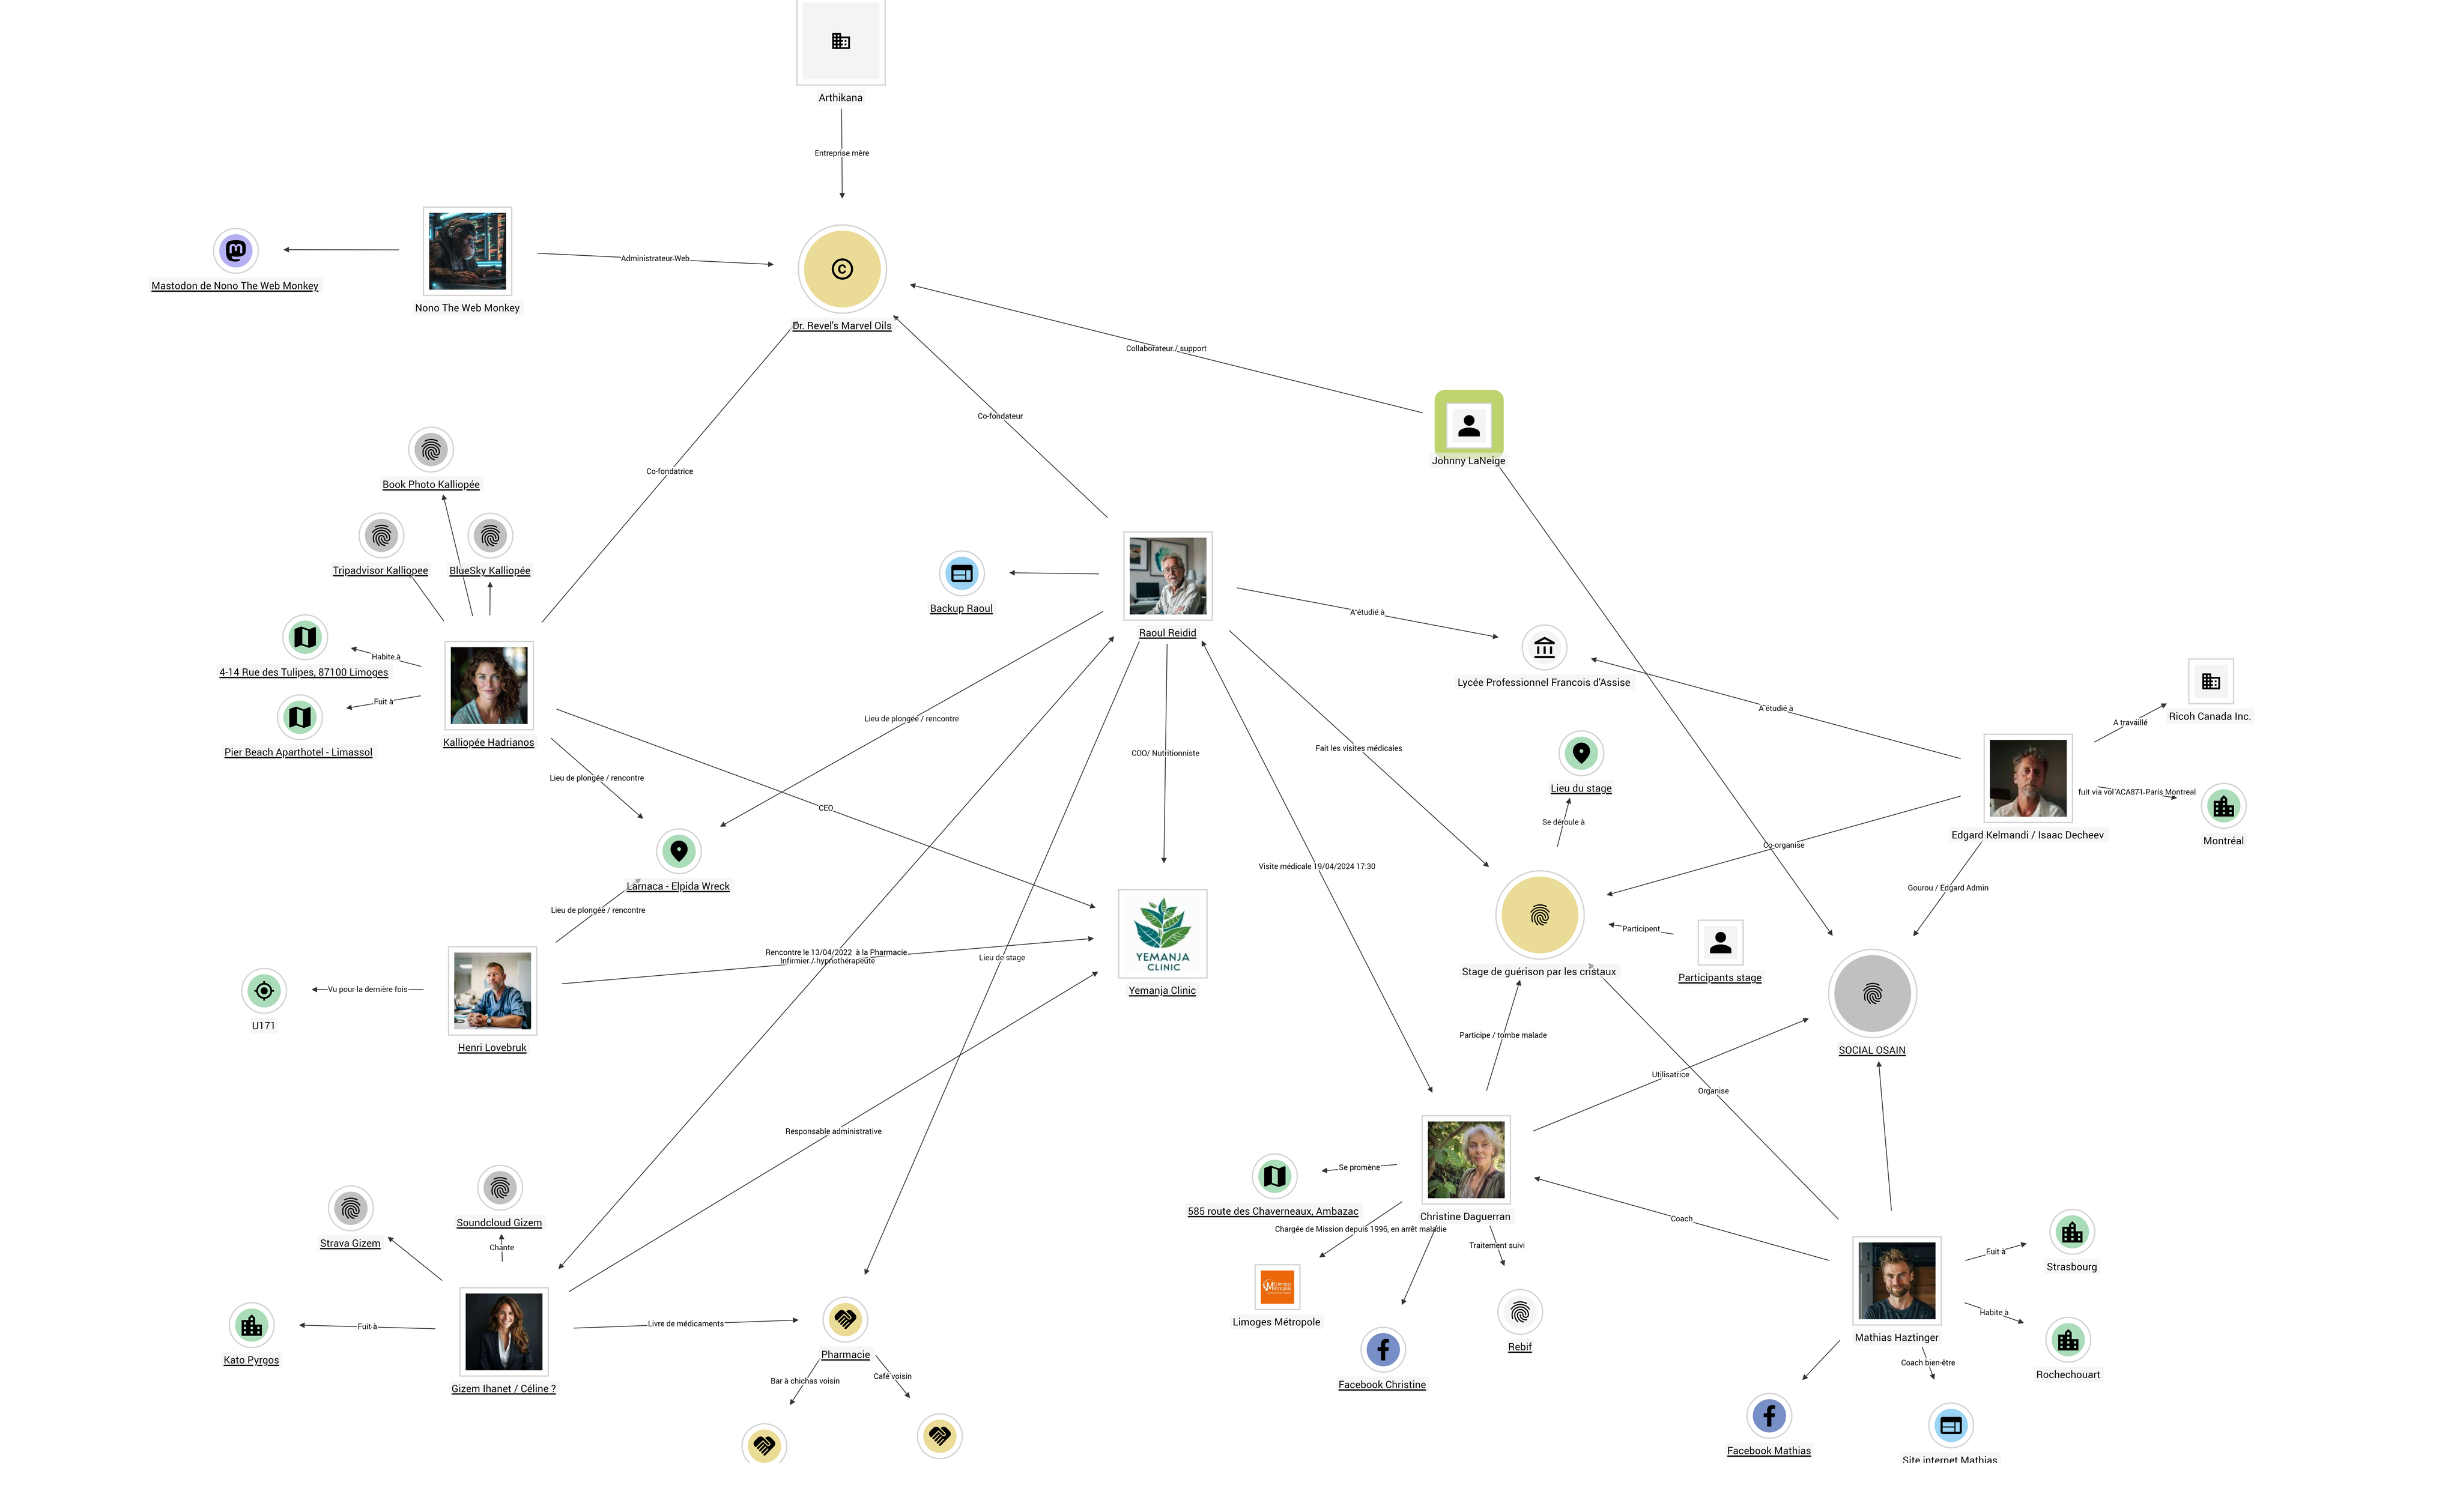 Arthikana
Entreprise mère
Mastodon de Nono The Web Monkey
Nono The Web Monkey
Administrateur Web
Dr. Revel's Marvel Oils
Collaborateur / support
Co-fondateur
Co-fondatrice
Johnny LaNeige
Book Photo Kalliopée
Tripadvisor Kalliopee
BlueSky Kalliopée
Backup Raoul
Raoul Reidid
A étudié à
4-14 Rue des Tulipes, 87100 Limoges
Habite à
Fuit à
Pier Beach Aparthotel - Limassol
Kalliopée Hadrianos
Lycée Professionnel Francois d'Assise
A étudié à
A travaillé
Ricoh Canada Inc.
Lieu de plongée / rencontre
COO/ Nutritionniste
Fait les visites médicales
Lieu de plongée / rencontre
CEO
Lieu du stage
Se déroule à
fuit via vol ACA871 Paris Montreal
Montréal
Edgard Kelmandi / Isaac Decheev
Co-organise
Visite médicale 19/04/2024 17:30
Larnaca - Elpida Wreck
Gourou / Edgard Admin
Lieu de plongée / rencontre
Participent
Participants stage
Stage de guérison par les cristaux
YEMANJA
CLINIC
Yemanja Clinic
Rencontre le 13/04/2022 à la Pharmacie
Infirmier / hypnothérapeute
Lieu de stage
Vu pour la dernière fois
U171
Henri Lovebruk
Participe / tombe malade
SOCIAL OSAIN
Utilisatrice
Organise
Responsable administrative
Se promène
585 route des Chaverneaux, Ambazac
Christine Daguerran
Coach
Chargée de Mission depuis 1996, en arrêt maladie
Traitement suivi
Soundcloud Gizem
Strava Gizem
Chante
Fuit à
Strasbourg
Limoges Métropole
Rebif
Facebook Christine
Mathias Haztinger
Habite à
Rochechouart
Coach bien-être
Fuit à
Kato Pyrgos
Gizem Ihanet / Céline ?
Livre de médicaments
Pharmacie
Bar à chichas voisin
Café voisin
Facebook Mathias
Site internet Mathias